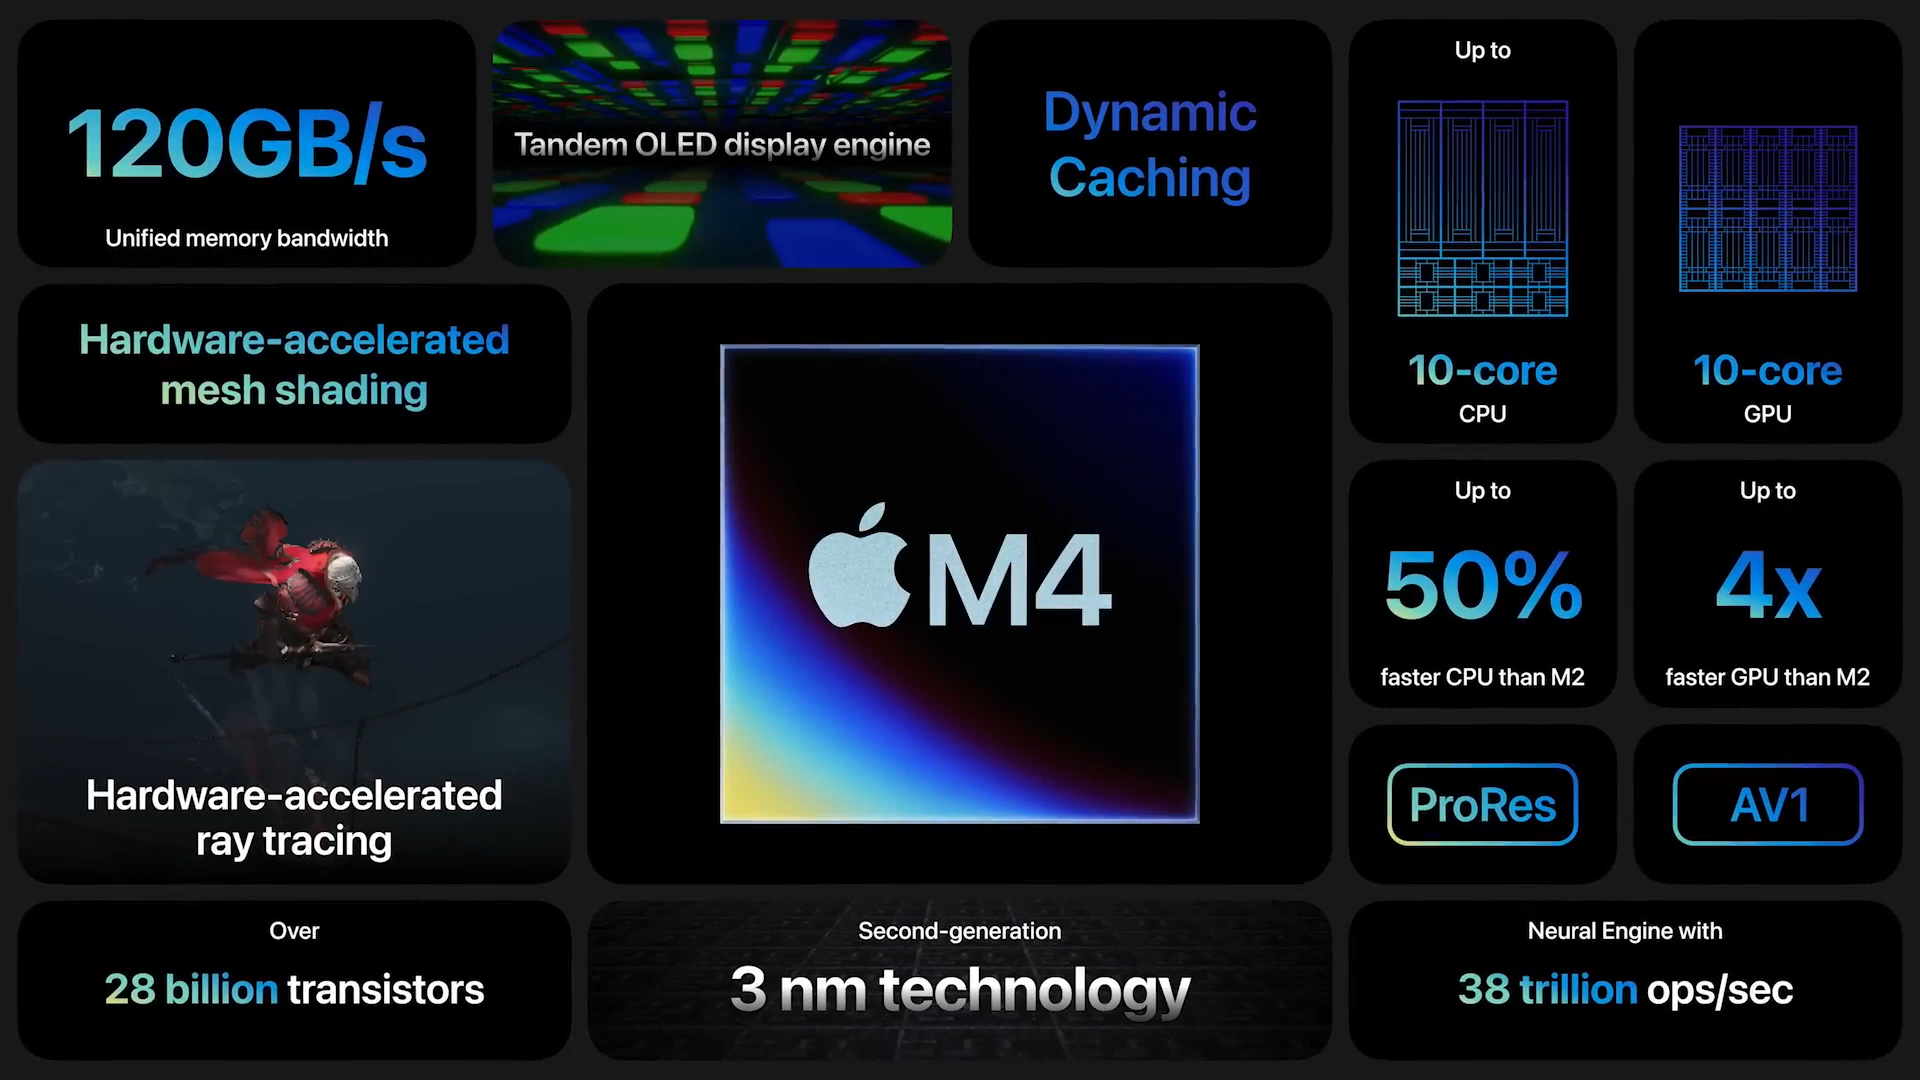 120GB/s
Unified memory bandwidth
Tandem OLED display engine
Dynamic
Caching
Up to
10-core
CPU
10-core
GPU
Hardware-accelerated
mesh shading
M4
Up to
50%
faster CPU than M2
Up to
4x
faster GPU than M2
Hardware-accelerated
ray tracing
ProRes
AV1
Over
28 billion transistors
Second-generation
3 nm technology
Neural Engine with
38 trillion ops/sec